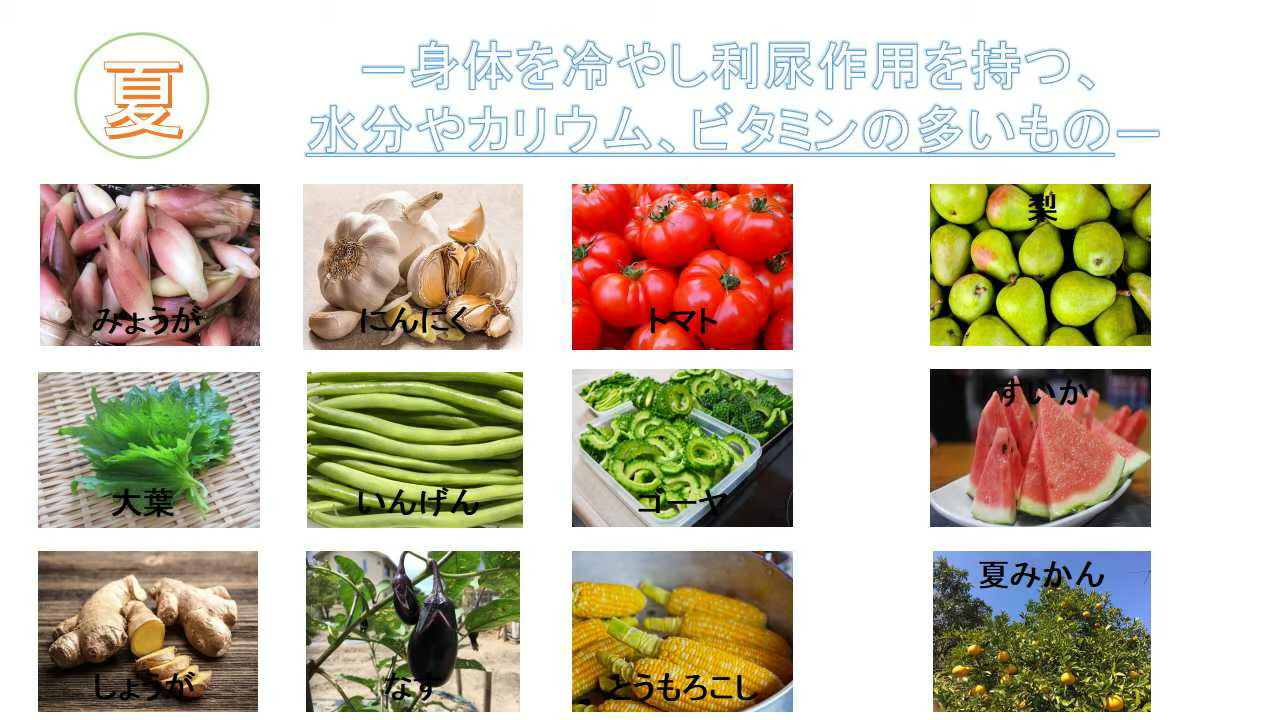 夏
―身体を冷やし利尿作用を持つ、
水分やカリウム、ビタミンの多いもの―
みょうが
にんにく
トマト
梨
大葉
いんげん
ゴーヤ
すいか
しょうが
なす
とうもろこし
夏みかん